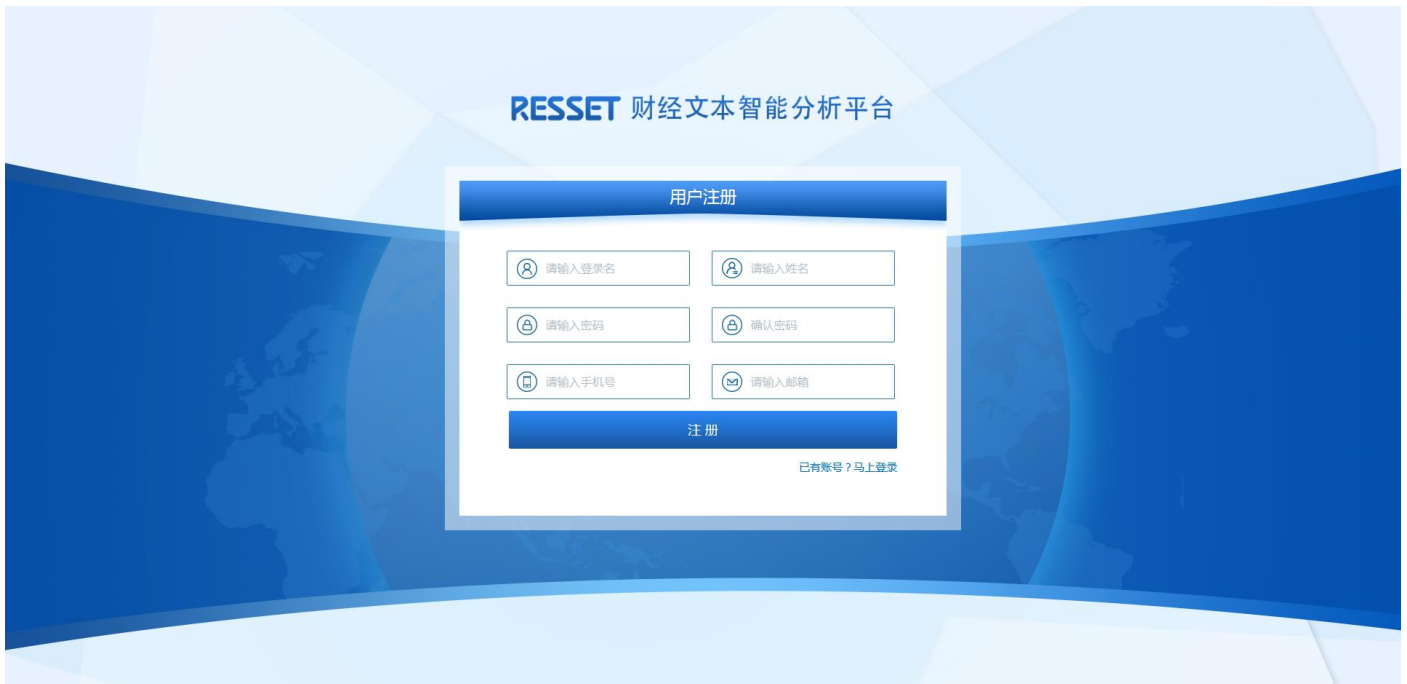 RESSET 财经文本智能分析平台
用户注册
请输入登录名 请输入姓名
请输入密码 确认密码
请输入手机号 请输入邮箱
注 册
已有账号？马上登录